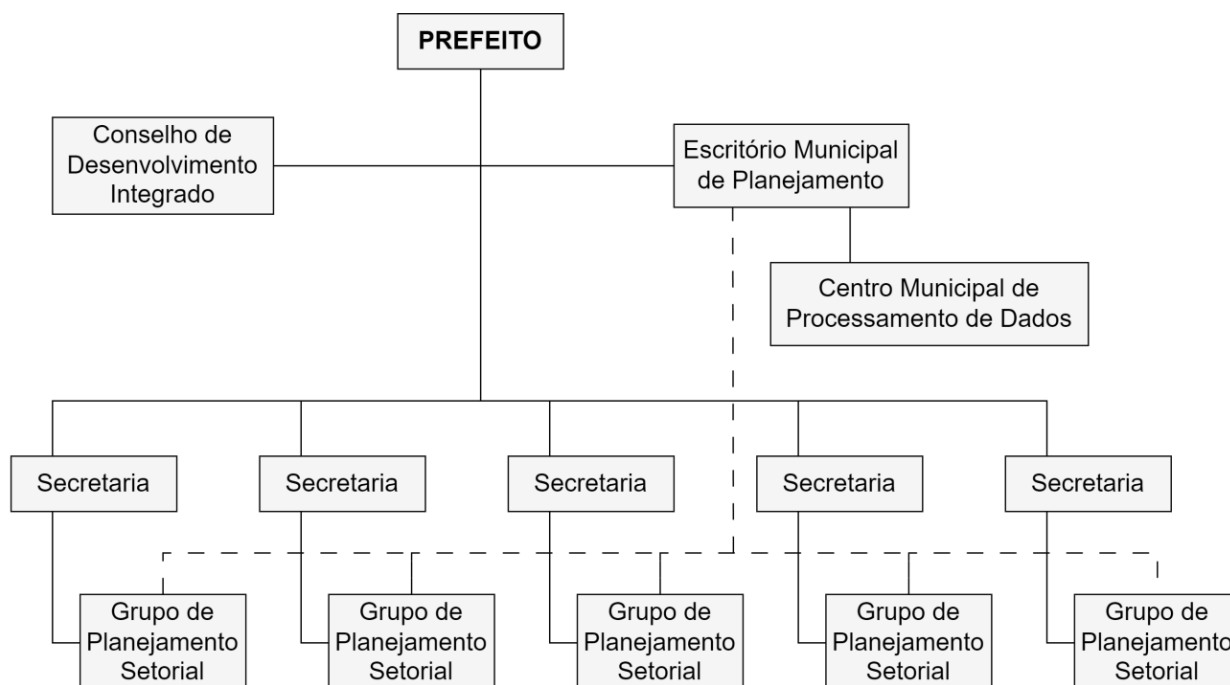 PREFEITO
Conselho de
Desenvolvimento
Integrado
Escritório Municipal
de Planejamento
Centro Municipal de
Processamento de Dados
Secretaria
Secretaria
Secretaria
Secretaria
Secretaria
Grupo de
Planejamento
Setorial
Grupo de
Planejamento
Setorial
Grupo de
Planejamento
Setorial
Grupo de
Planejamento
Setorial
Grupo de
Planejamento
Setorial